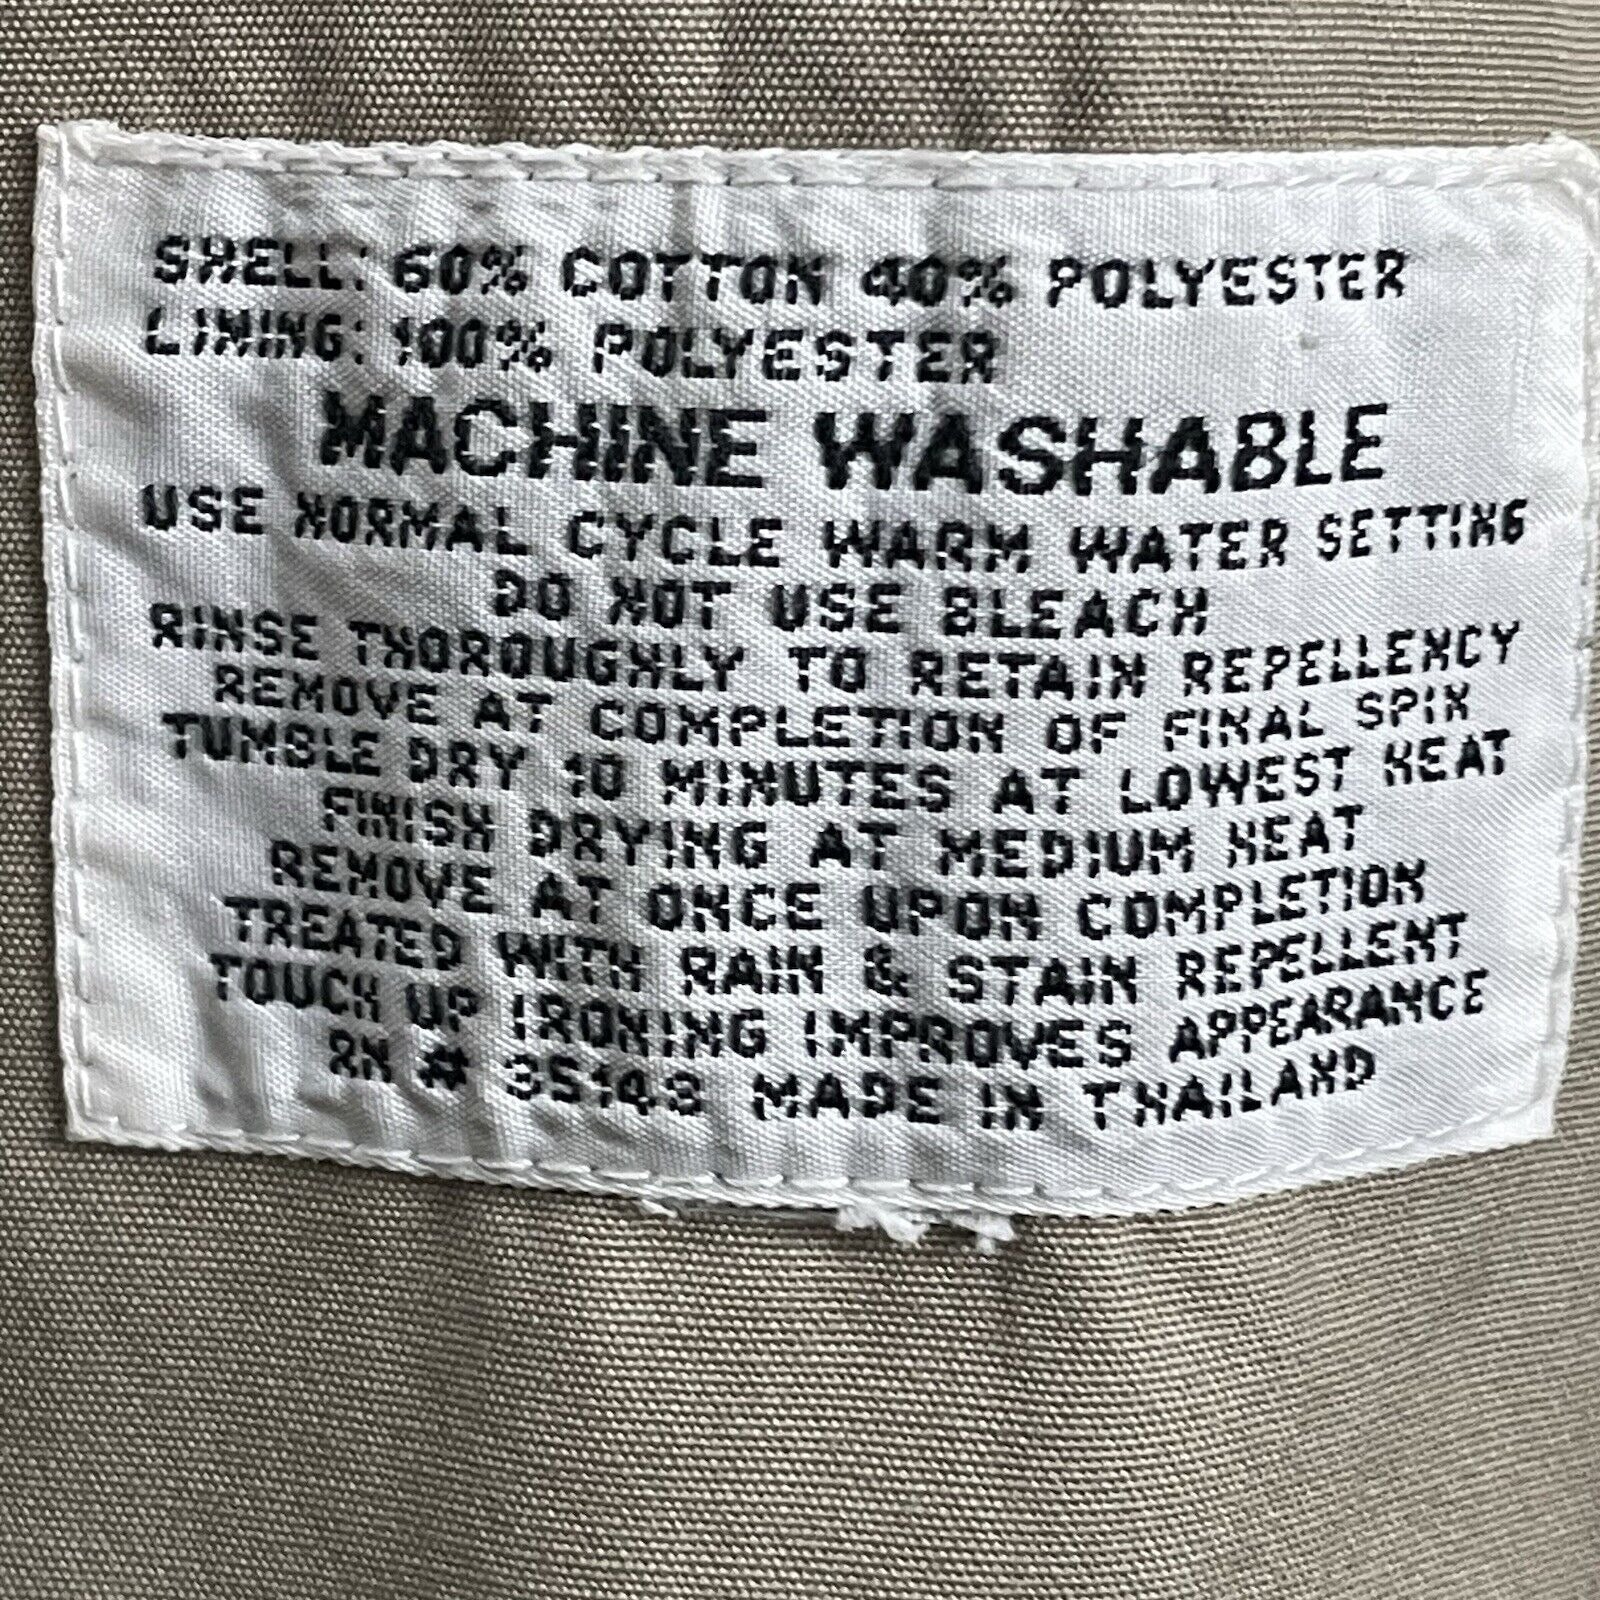 SHELL: 60% COTTON 40% POLYESTER
LINING: 100% POLYESTER
MACHINE WASHABLE
USE NORMAL CYCLE WARM WATER SETTING
DO NOT USE BLEACH
RINSE THOROUGHLY TO RETAIN REPELLENCY
REMOVE AT COMPLETION OF FINAL SPIN
TUMBLE DRY 10 MINUTES AT LOWEST HEAT
FINISH DRYING AT MEDIUM HEAT
REMOVE AT ONCE UPON COMPLETION
TREATED WITH RAIN & STAIN REPELLENT
TOUCH UP IRONING IMPROVES APPEARANCE
RN # 35143 MADE IN THAILAND